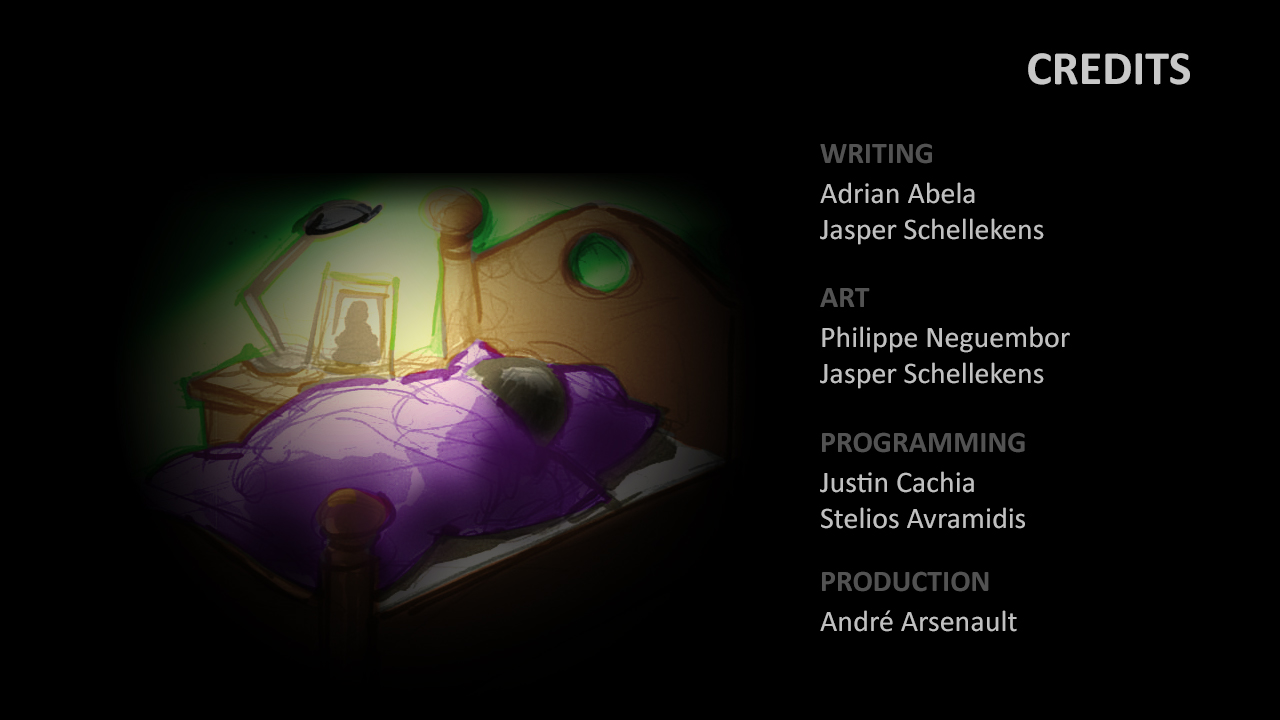 CREDITS
WRITING
Adrian Abela
Jasper Schellekens
ART
Philippe Neguembor
Jasper Schellekens
PROGRAMMING
Justin Cachia
Stelios Avramidis
PRODUCTION
André Arsenault